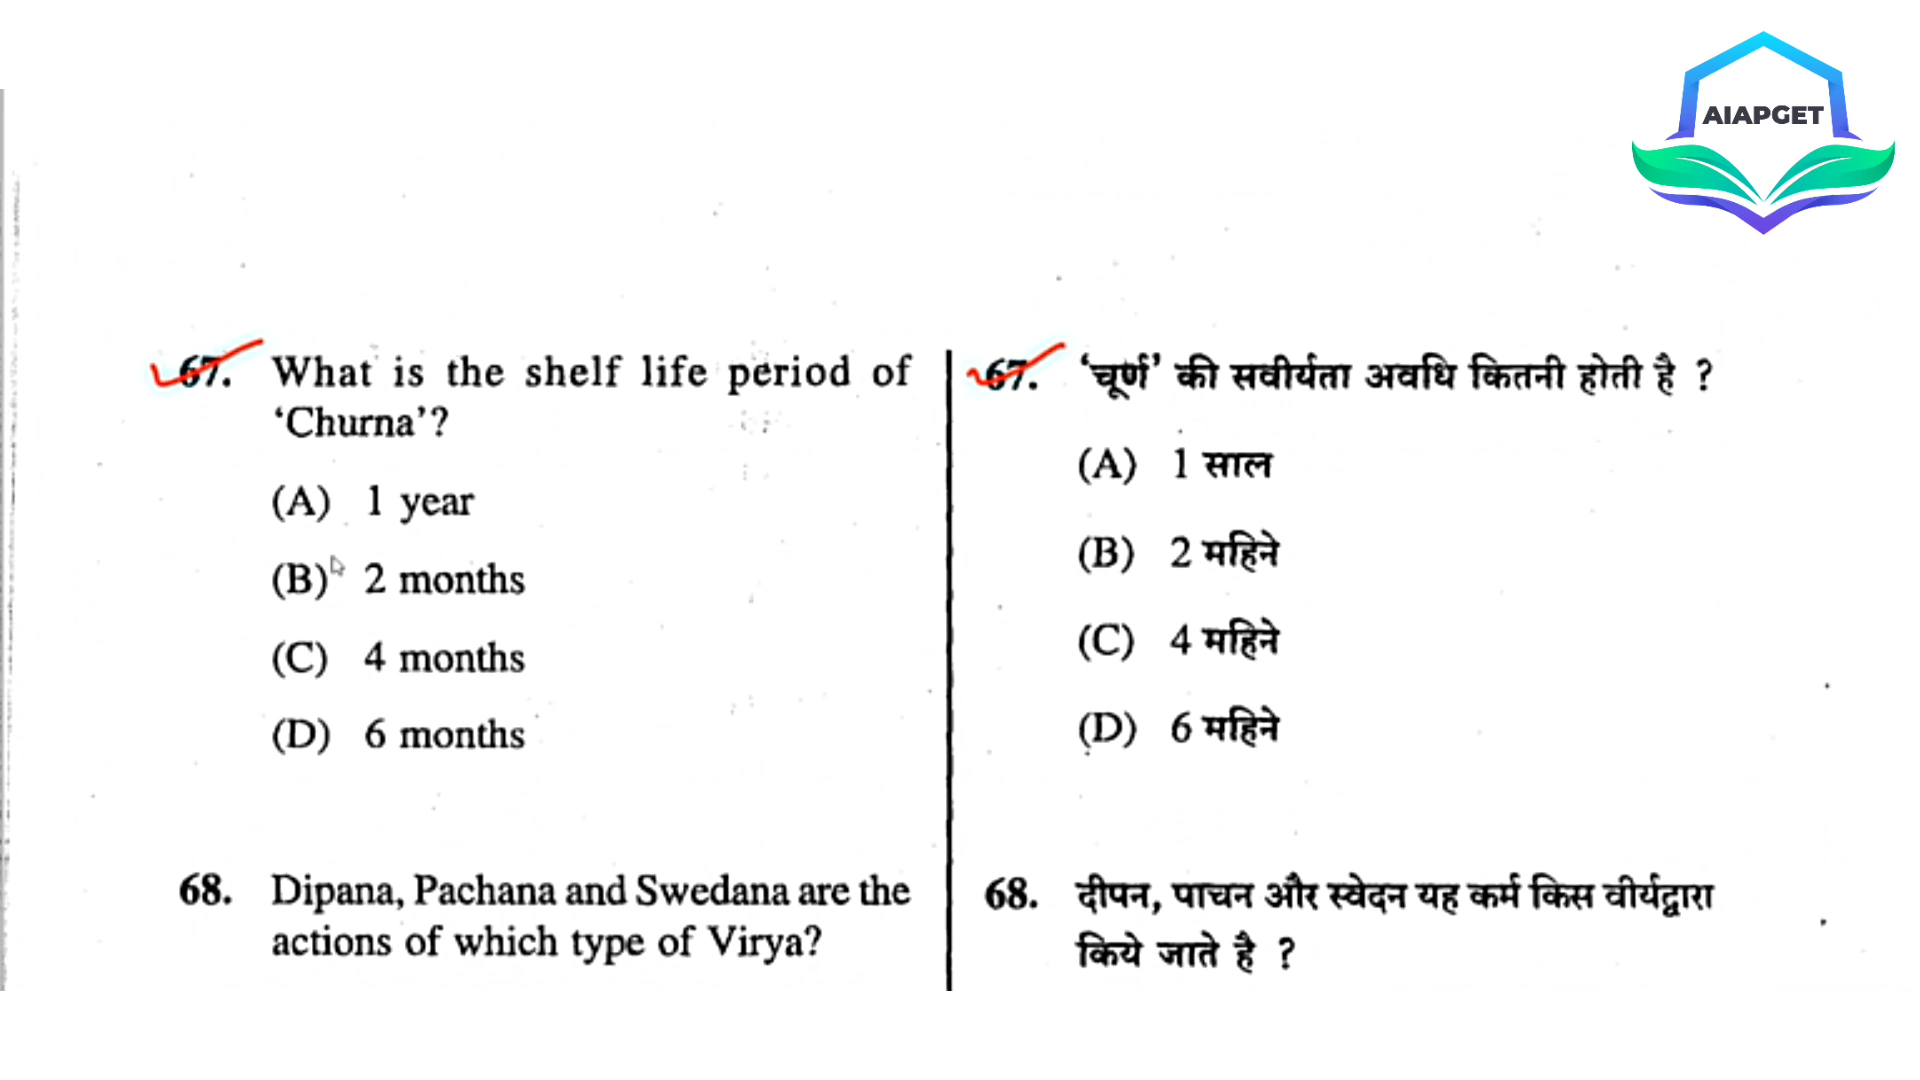 AIAPGET
67. What is the shelf life period of
'Churna'?
(A) 1 year
(B) 2 months
(C) 4 months
(D) 6 months
68. Dipana, Pachana and Swedana are the
actions of which type of Virya?
67. 'चूर्ण' की सवीर्यता अवधि कितनी होती है ?
(A) 1 साल
(B) 2 महिने
(C) 4 महिने
(D) 6 महिने
68. दीपन, पाचन और स्वेदन यह कर्म किस वीर्यद्वारा
किये जाते है ?